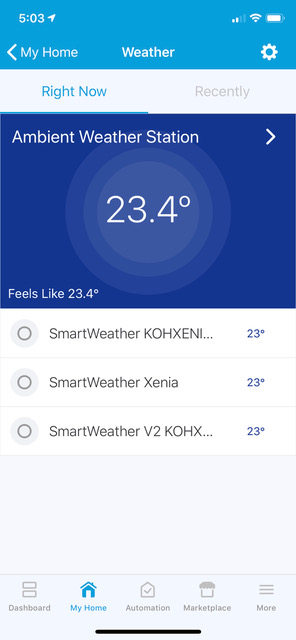 5:03
My Home
Weather
Right Now
Recently
Ambient Weather Station
23.4°
Feels Like 23.4°
SmartWeather KOHXENI...
23°
SmartWeather Xenia
23°
SmartWeather V2 KOHX...
23°
Dashboard
My Home
Automation
Marketplace
More